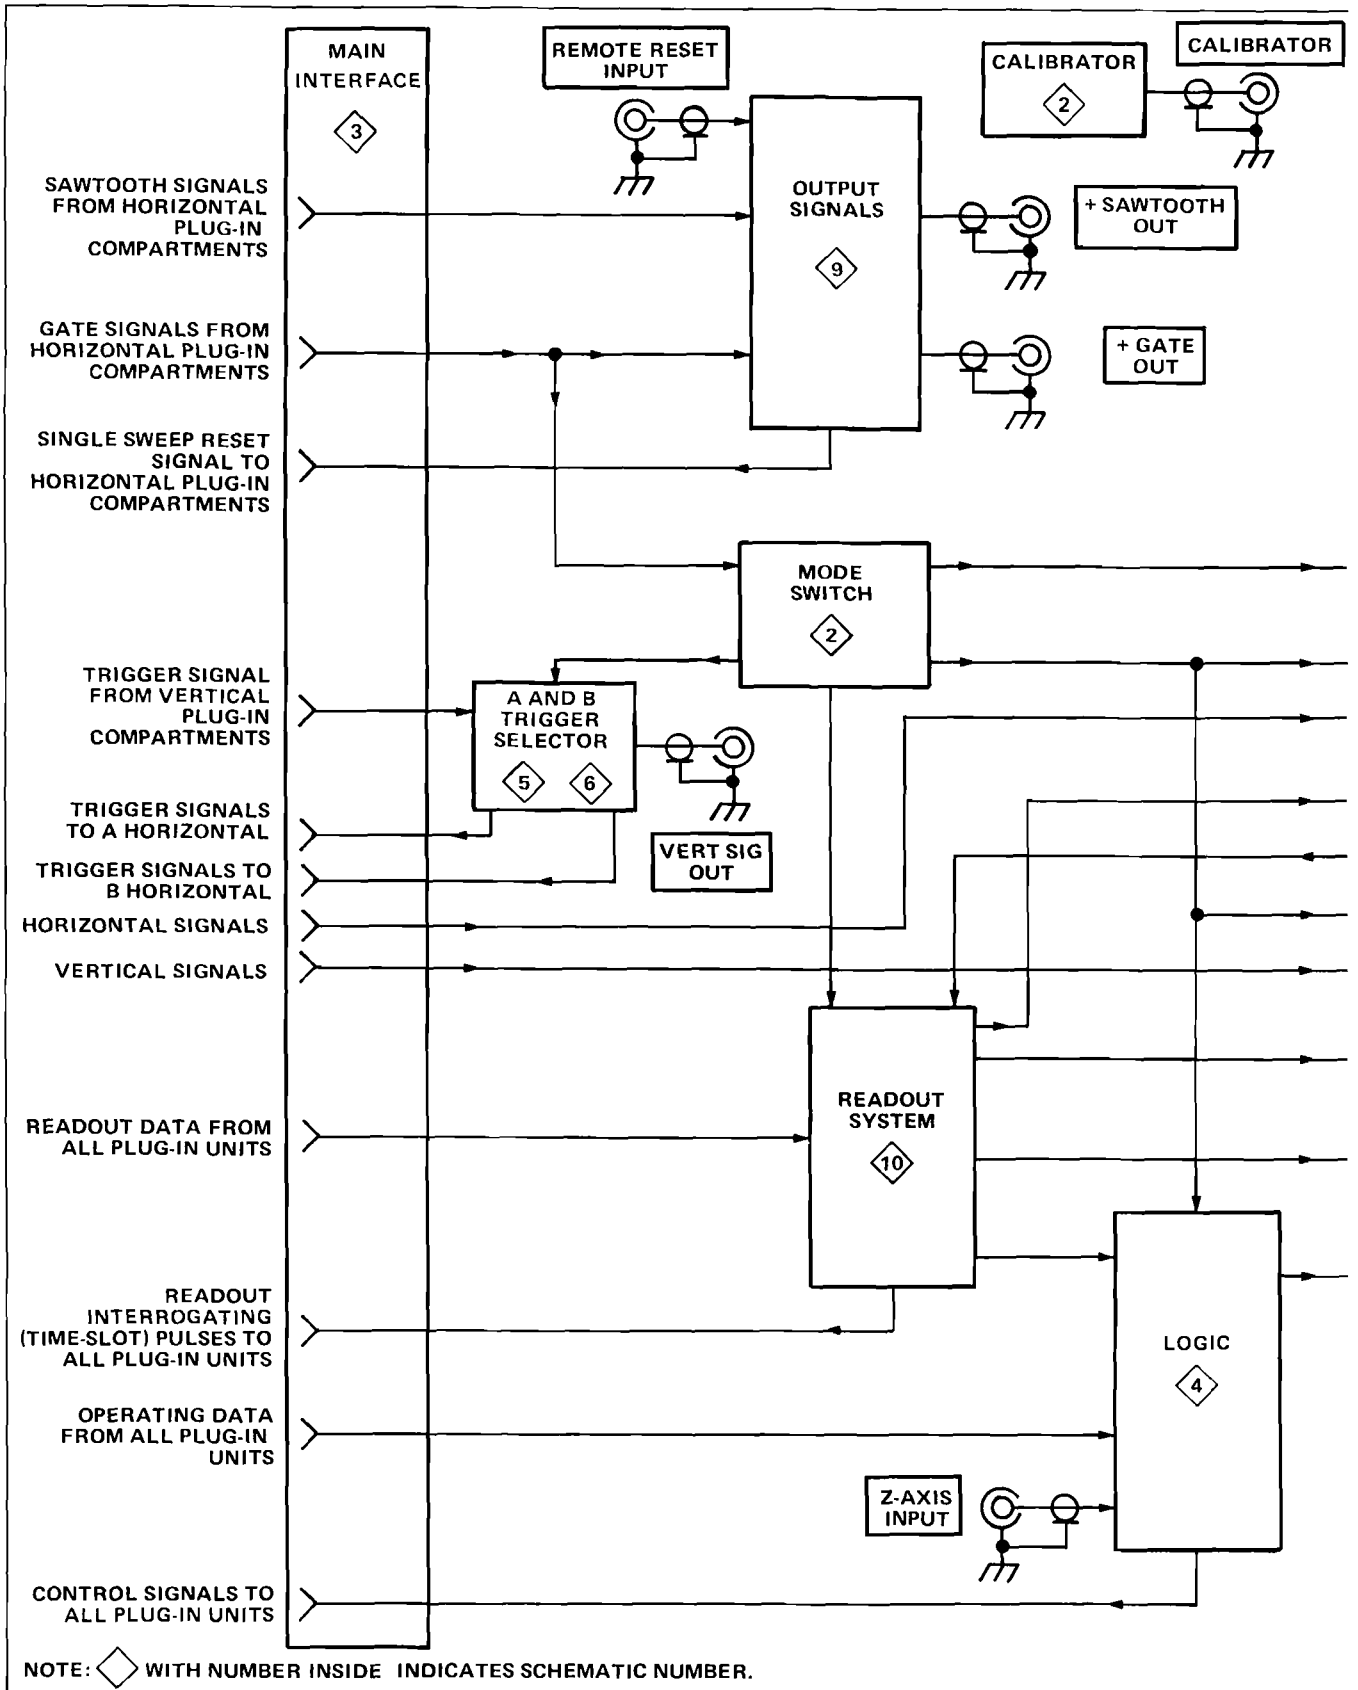 MAIN
INTERFACE
3
REMOTE RESET
INPUT
CALIBRATOR
2
CALIBRATOR
OUTPUT
SIGNALS
9
+ SAWTOOTH
OUT
+ GATE
OUT
SAWTOOTH SIGNALS
FROM HORIZONTAL
PLUG-IN
COMPARTMENTS
GATE SIGNALS FROM
HORIZONTAL PLUG-IN
COMPARTMENTS
SINGLE SWEEP RESET
SIGNAL TO
HORIZONTAL PLUG-IN
COMPARTMENTS
MODE
SWITCH
2
TRIGGER SIGNAL
FROM VERTICAL
PLUG-IN
COMPARTMENTS
A AND B
TRIGGER
SELECTOR
5 6
VERT SIG
OUT
TRIGGER SIGNALS
TO A HORIZONTAL
TRIGGER SIGNALS TO
B HORIZONTAL
HORIZONTAL SIGNALS
VERTICAL SIGNALS
READOUT
SYSTEM
10
READOUT DATA FROM
ALL PLUG-IN UNITS
READOUT
INTERROGATING
(TIME-SLOT) PULSES TO
ALL PLUG-IN UNITS
LOGIC
4
OPERATING DATA
FROM ALL PLUG-IN
UNITS
Z-AXIS
INPUT
CONTROL SIGNALS TO
ALL PLUG-IN UNITS
NOTE: WITH NUMBER INSIDE INDICATES SCHEMATIC NUMBER.